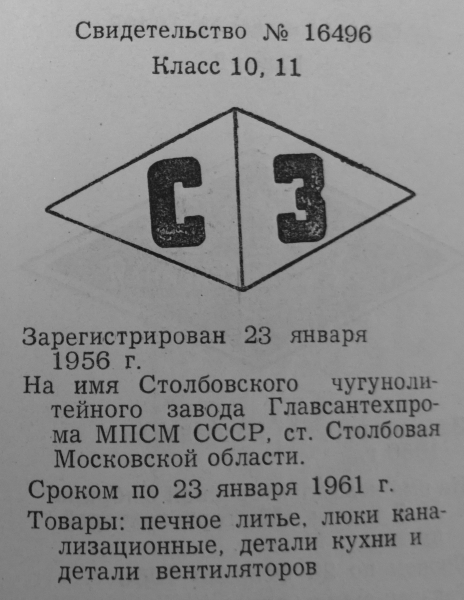 Свидетельство № 16496
Класс 10, 11
С З
Зарегистрирован 23 января
1956 г.
На имя Столбовского чугуноли-
тейного завода Главсантехпро-
ма МПСМ СССР, ст. Столбовая
Московской области.
Сроком по 23 января 1961 г.
Товары: печное литье, люки кана-
лизационные, детали кухни и
детали вентиляторов